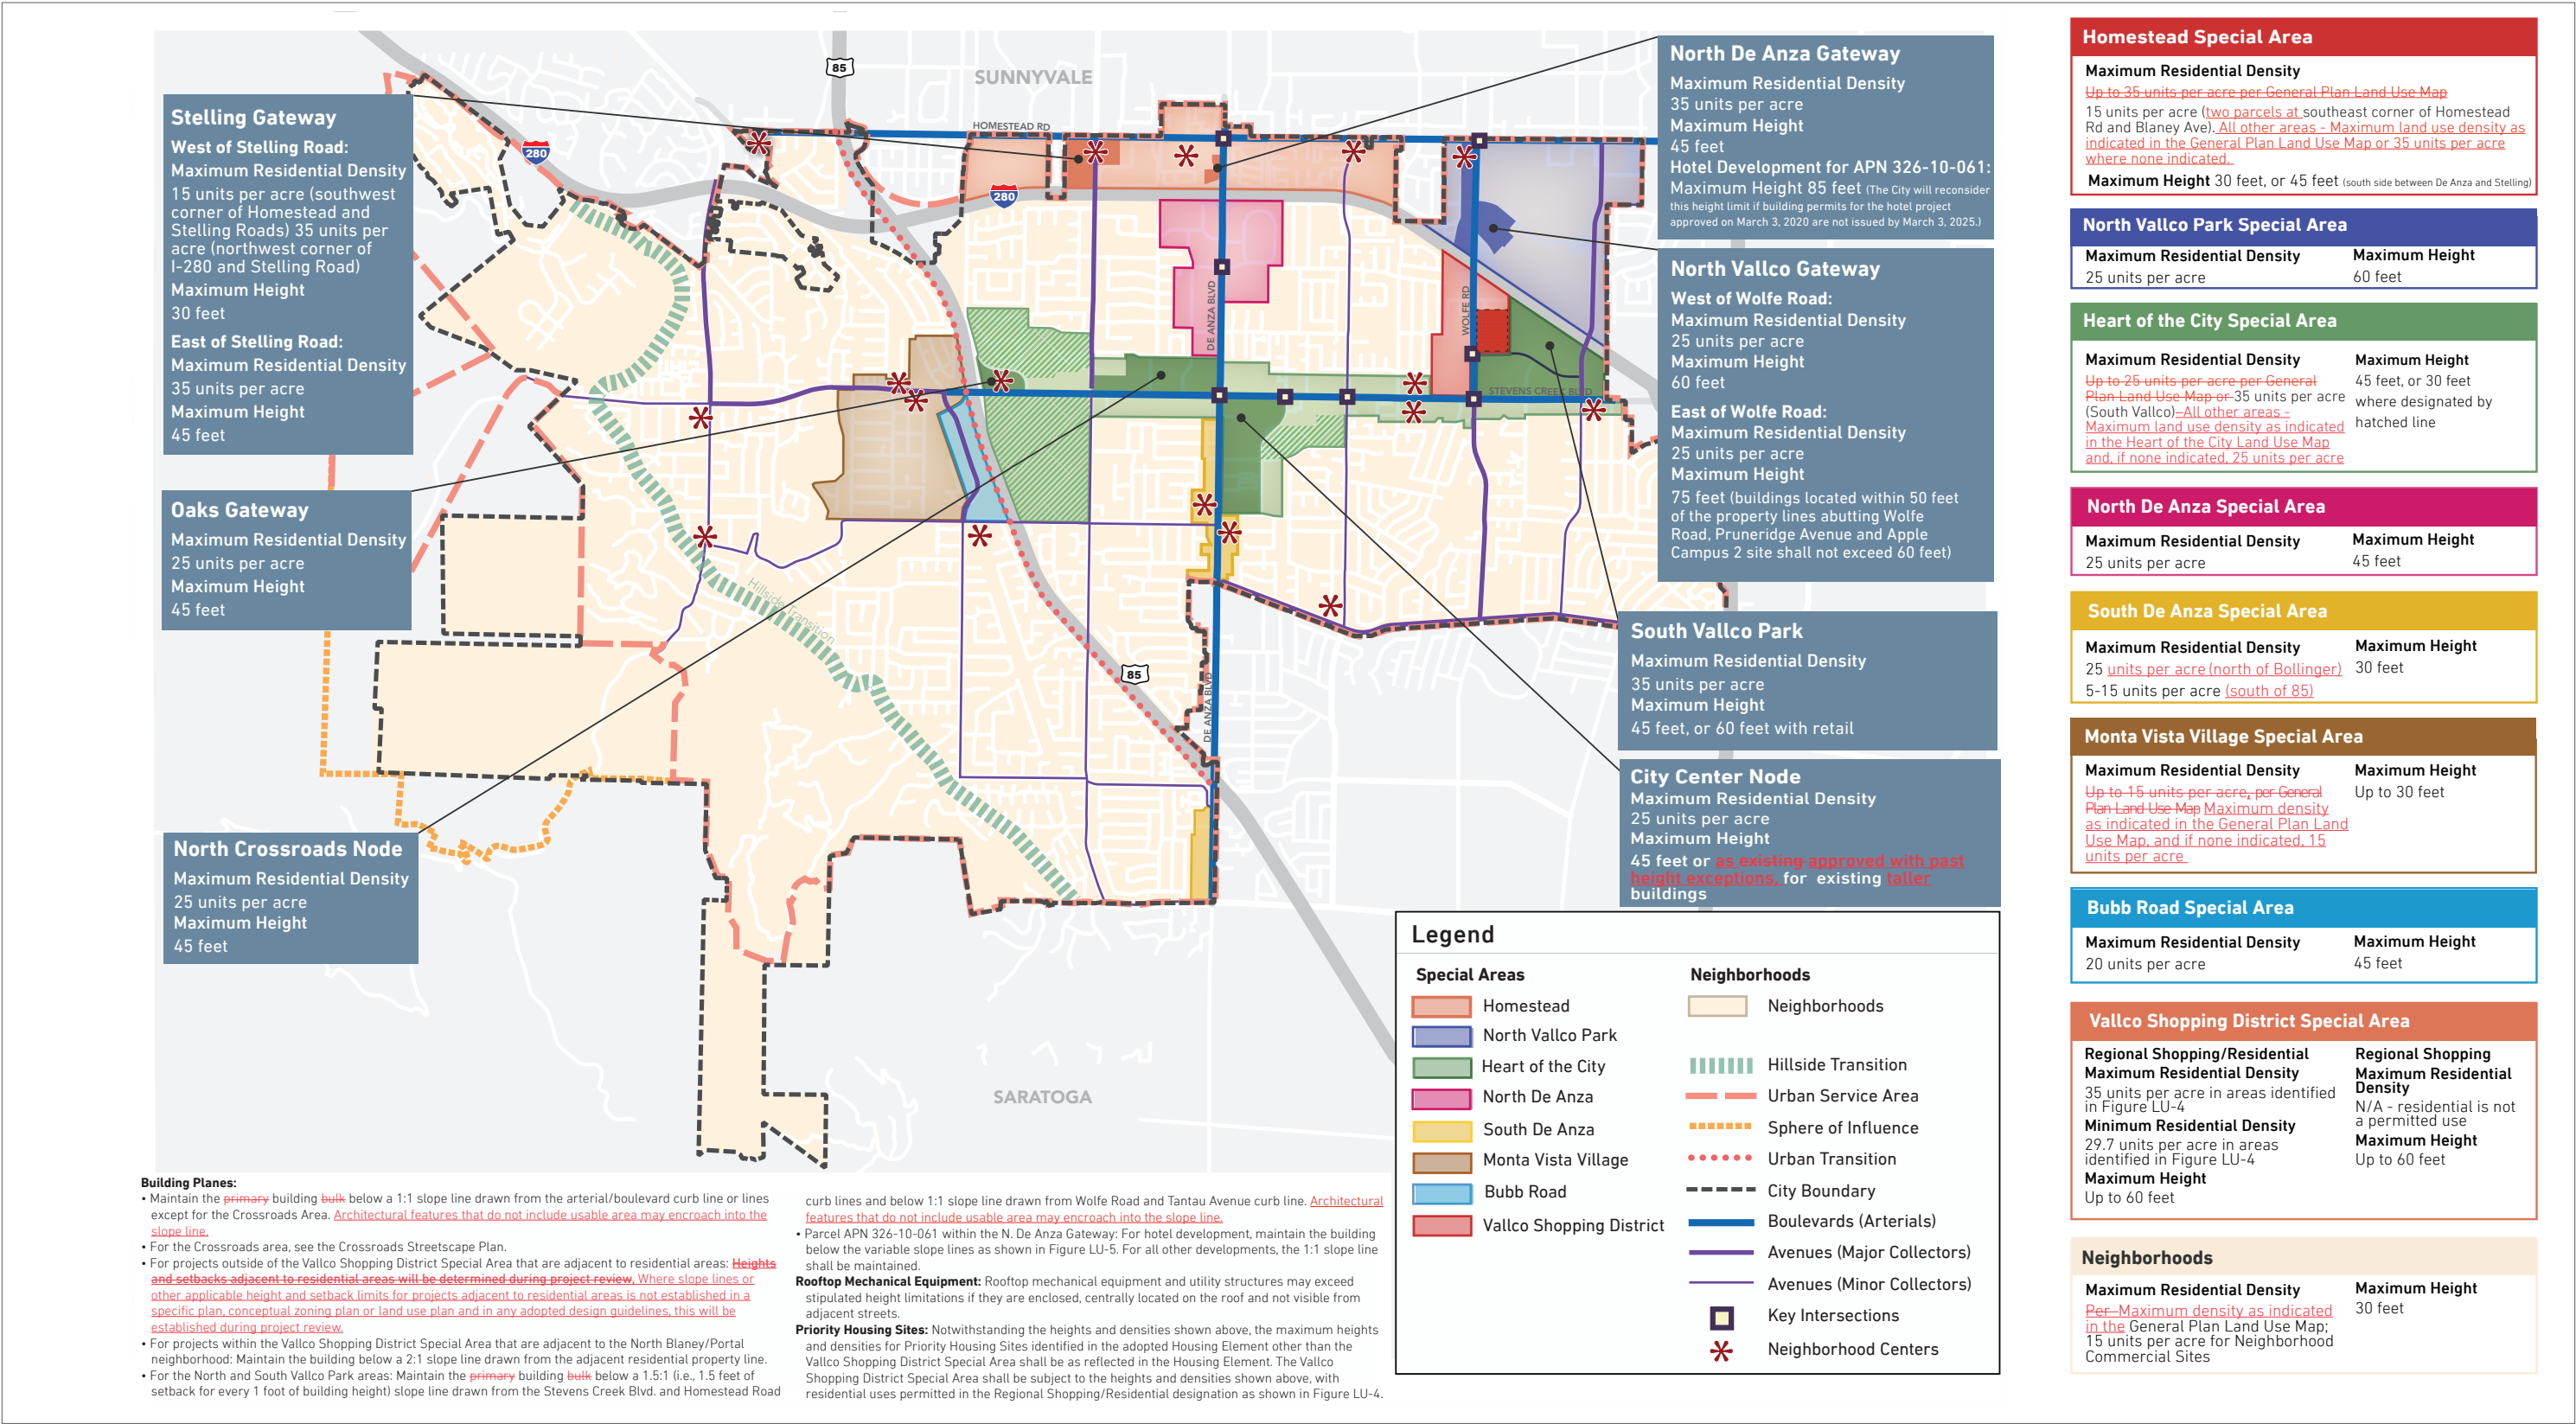 SUNNYVALE
HOMESTEAD RD
85
280
280
DE ANZA BLVD
WOLFE RD
STEVENS CREEK BLVD
Hillside Transition
85
DE ANZA BLVD
SARATOGA
Stelling Gateway
West of Stelling Road:
Maximum Residential Density
15 units per acre (southwest
corner of Homestead and
Stelling Roads) 35 units per
acre (northwest corner of
I-280 and Stelling Road)
Maximum Height
30 feet
East of Stelling Road:
Maximum Residential Density
35 units per acre
Maximum Height
45 feet
Oaks Gateway
Maximum Residential Density
25 units per acre
Maximum Height
45 feet
North Crossroads Node
Maximum Residential Density
25 units per acre
Maximum Height
45 feet
North De Anza Gateway
Maximum Residential Density
35 units per acre
Maximum Height
45 feet
Hotel Development for APN 326-10-061:
Maximum Height 85 feet (The City will reconsider
this height limit if building permits for the hotel project
approved on March 3, 2020 are not issued by March 3, 2025.)
North Vallco Gateway
West of Wolfe Road:
Maximum Residential Density
25 units per acre
Maximum Height
60 feet
East of Wolfe Road:
Maximum Residential Density
25 units per acre
Maximum Height
75 feet (buildings located within 50 feet
of the property lines abutting Wolfe
Road, Pruneridge Avenue and Apple
Campus 2 site shall not exceed 60 feet)
South Vallco Park
Maximum Residential Density
35 units per acre
Maximum Height
45 feet, or 60 feet with retail
City Center Node
Maximum Residential Density
25 units per acre
Maximum Height
45 feet or as existing approved with past
height exceptions, for existing taller
buildings
Legend
Special Areas
Homestead
North Vallco Park
Heart of the City
North De Anza
South De Anza
Monta Vista Village
Bubb Road
Vallco Shopping District
Neighborhoods
Neighborhoods
Hillside Transition
Urban Service Area
Sphere of Influence
Urban Transition
City Boundary
Boulevards (Arterials)
Avenues (Major Collectors)
Avenues (Minor Collectors)
Key Intersections
Neighborhood Centers
Homestead Special Area
Maximum Residential Density
Up to 35 units per acre per General Plan Land Use Map
15 units per acre (two parcels at southeast corner of Homestead
Rd and Blaney Ave). All other areas - Maximum land use density as
indicated in the General Plan Land Use Map or 35 units per acre
where none indicated.
Maximum Height 30 feet, or 45 feet (south side between De Anza and Stelling)
North Vallco Park Special Area
Maximum Residential Density
25 units per acre
Maximum Height
60 feet
Heart of the City Special Area
Maximum Residential Density
Up to 25 units per acre per General
Plan Land Use Map or 35 units per acre
(South Vallco) All other areas -
Maximum land use density as indicated
in the Heart of the City Land Use Map
and, if none indicated, 25 units per acre
Maximum Height
45 feet, or 30 feet
where designated by
hatched line
North De Anza Special Area
Maximum Residential Density
25 units per acre
Maximum Height
45 feet
South De Anza Special Area
Maximum Residential Density
25 units per acre (north of Bollinger)
5-15 units per acre (south of 85)
Maximum Height
30 feet
Monta Vista Village Special Area
Maximum Residential Density
Up to 15 units per acre, per General
Plan Land Use Map Maximum density
as indicated in the General Plan Land
Use Map, and if none indicated, 15
units per acre
Maximum Height
Up to 30 feet
Bubb Road Special Area
Maximum Residential Density
20 units per acre
Maximum Height
45 feet
Vallco Shopping District Special Area
Regional Shopping/Residential
Maximum Residential Density
35 units per acre in areas identified
in Figure LU-4
Minimum Residential Density
29.7 units per acre in areas
identified in Figure LU-4
Maximum Height
Up to 60 feet
Regional Shopping
Maximum Residential
Density
N/A - residential is not
a permitted use
Maximum Height
Up to 60 feet
Neighborhoods
Maximum Residential Density
Per Maximum density as indicated
in the General Plan Land Use Map;
15 units per acre for Neighborhood
Commercial Sites
Maximum Height
30 feet
Building Planes:
• Maintain the primary building bulk below a 1:1 slope line drawn from the arterial/boulevard curb line or lines
except for the Crossroads Area. Architectural features that do not include usable area may encroach into the
slope line.
• For the Crossroads area, see the Crossroads Streetscape Plan.
• For projects outside of the Vallco Shopping District Special Area that are adjacent to residential areas: Heights
and setbacks adjacent to residential areas will be determined during project review. Where slope lines or
other applicable height and setback limits for projects adjacent to residential areas is not established in a
specific plan, conceptual zoning plan or land use plan and in any adopted design guidelines, this will be
established during project review.
• For projects within the Vallco Shopping District Special Area that are adjacent to the North Blaney/Portal
neighborhood: Maintain the building below a 2:1 slope line drawn from the adjacent residential property line.
• For the North and South Vallco Park areas: Maintain the primary building bulk below a 1.5:1 (i.e., 1.5 feet of
setback for every 1 foot of building height) slope line drawn from the Stevens Creek Blvd. and Homestead Road
curb lines and below 1:1 slope line drawn from Wolfe Road and Tantau Avenue curb line. Architectural
features that do not include usable area may encroach into the slope line.
• Parcel APN 326-10-061 within the N. De Anza Gateway: For hotel development, maintain the building
below the variable slope lines as shown in Figure LU-5. For all other developments, the 1:1 slope line
shall be maintained.
Rooftop Mechanical Equipment: Rooftop mechanical equipment and utility structures may exceed
stipulated height limitations if they are enclosed, centrally located on the roof and not visible from
adjacent streets.
Priority Housing Sites: Notwithstanding the heights and densities shown above, the maximum heights
and densities for Priority Housing Sites identified in the adopted Housing Element other than the
Vallco Shopping District Special Area shall be as reflected in the Housing Element. The Vallco
Shopping District Special Area shall be subject to the heights and densities shown above, with
residential uses permitted in the Regional Shopping/Residential designation as shown in Figure LU-4.